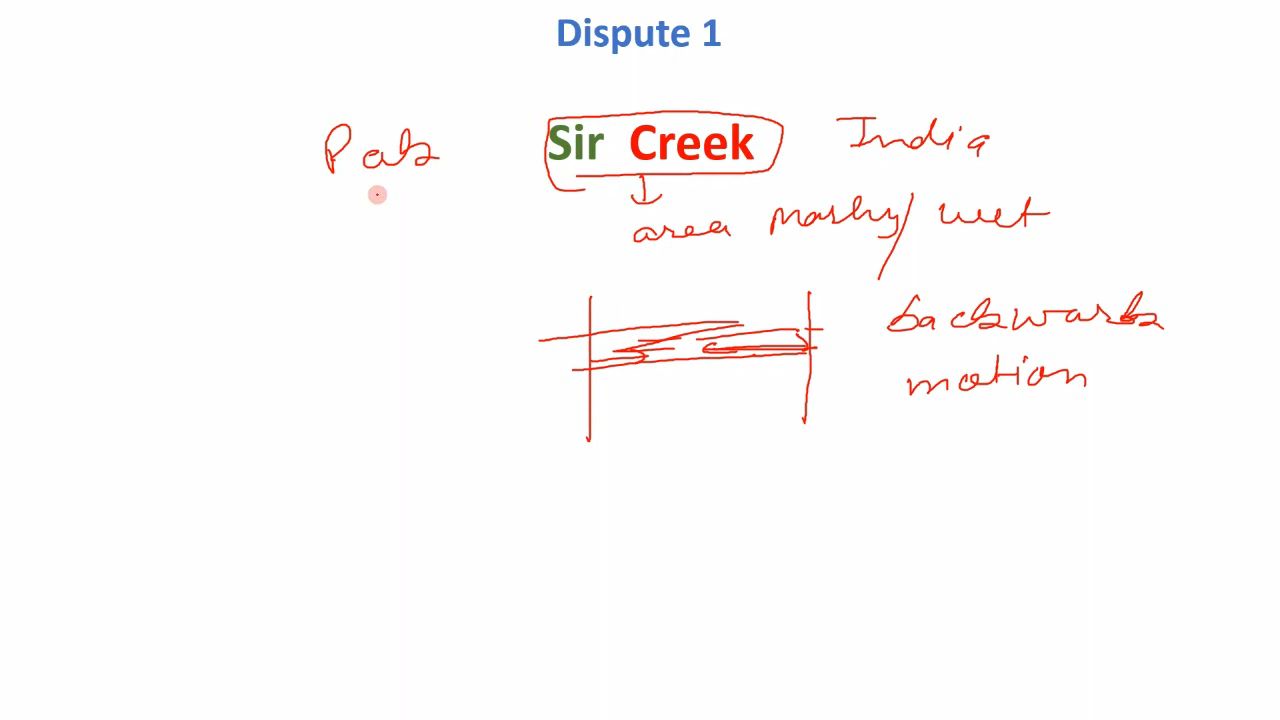 Dispute 1
Pak Sir Creek India
area marshy/ wet
backwards
motion